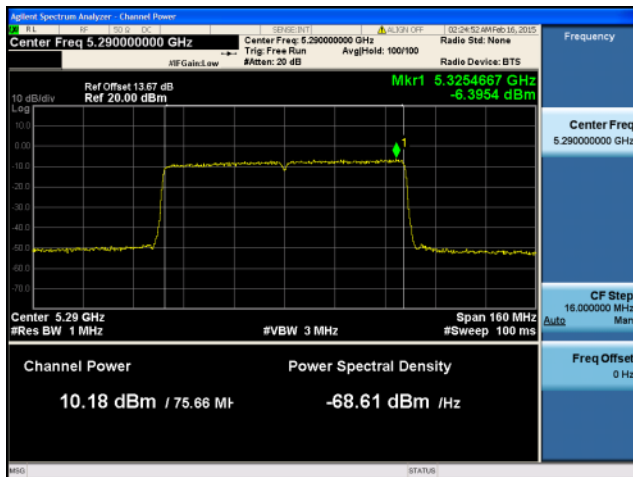 Agilent Spectrum Analyzer - Channel Power
RL RF 50 Ω DC SENSE:INT ALIGN OFF 02:24:52 AM Feb 16, 2015
Center Freq 5.290000000 GHz
Center Freq: 5.290000000 GHz
Radio Std: None
Trig: Free Run
Avg|Hold: 100/100
#IFGain:Low
#Atten: 20 dB
Radio Device: BTS
Ref Offset 13.67 dB
Mkr1 5.3254667 GHz
10 dB/div
Ref 20.00 dBm
-6.3954 dBm
Log
10.0
0.00
-10.0
-20.0
-30.0
-40.0
-50.0
-60.0
-70.0
1
Center 5.29 GHz
Span 160 MHz
#Res BW 1 MHz
#VBW 3 MHz
#Sweep 100 ms
Channel Power
Power Spectral Density
10.18 dBm / 75.66 MH
-68.61 dBm /Hz
MSG
STATUS
Frequency
Center Freq
5.290000000 GHz
CF Step
16.000000 MHz
Auto Man
Freq Offset
0 Hz